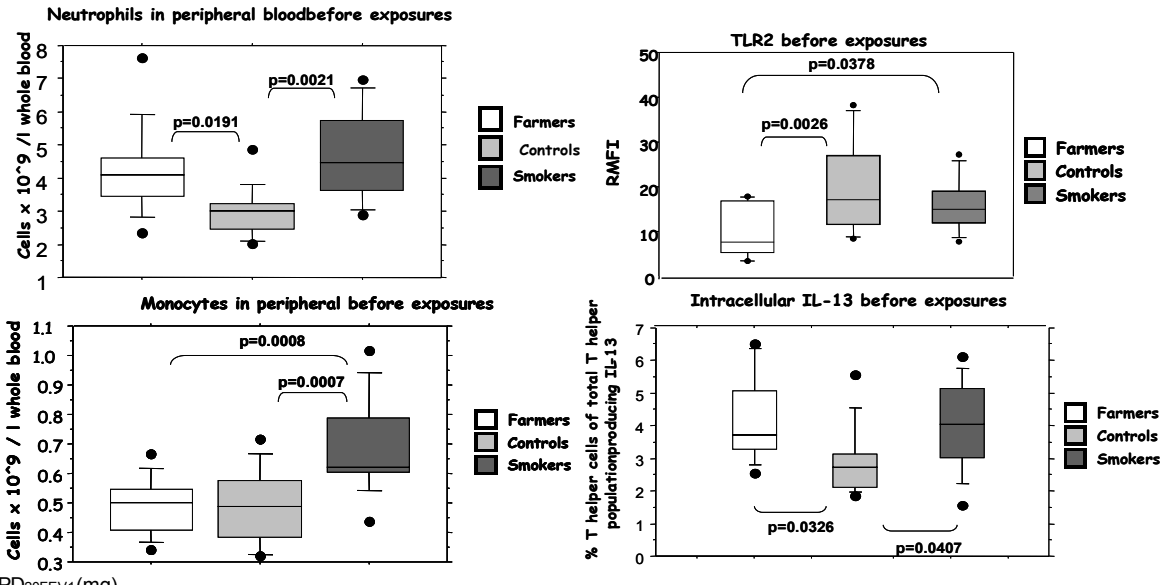 Neutrophils in peripheral bloodbefore exposures
Cells x 10^9 /l whole blood
8
7
6
5
4
3
2
1
p=0.0191
p=0.0021
Farmers
Controls
Smokers
TLR2 before exposures
RMFI
50
40
30
20
10
0
p=0.0378
p=0.0026
Farmers
Controls
Smokers
Monocytes in peripheral before exposures
Cells x 10^9 / l whole blood
1,1
1.0
0.9
0.8
0.7
0.6
0.5
0.4
0.3
p=0.0008
p=0.0007
Farmers
Controls
Smokers
Intracellular IL-13 before exposures
% T helper cells of total T helper
populationproducing IL-13
7
6
5
4
3
2
1
0
p=0.0326
p=0.0407
Farmers
Controls
Smokers